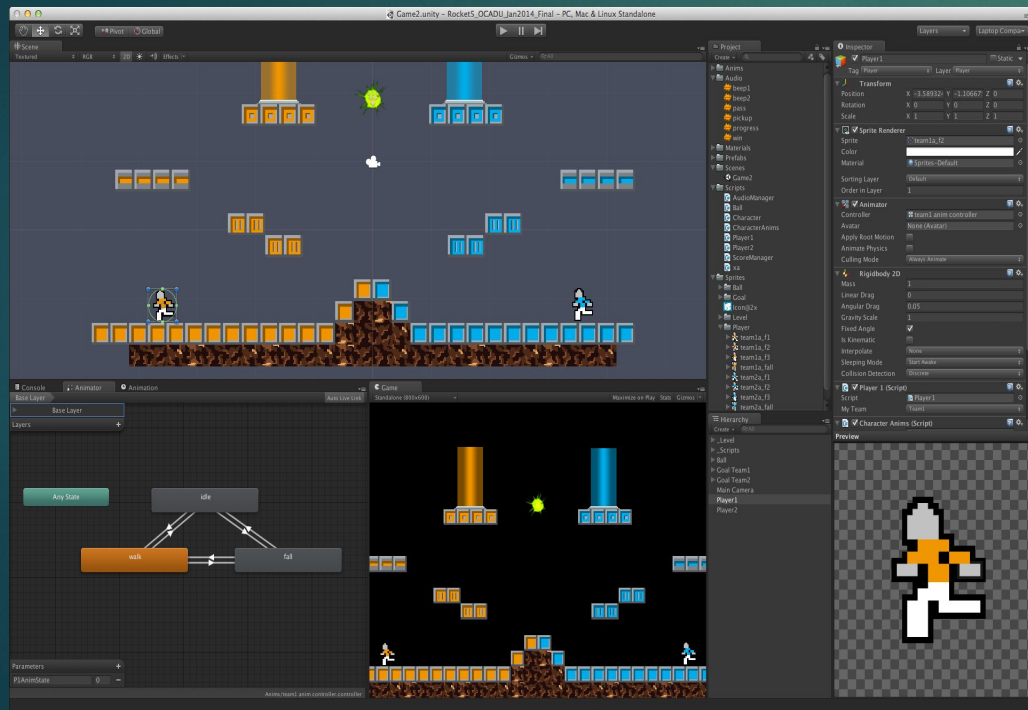 Game2.unity - Rocket5_OCADU_Jan2014_Final - PC, Mac & Linux Standalone
Pivot Global
Layers Laptop Compa
Scene
Textured RGB 2D Effects Gizmos All
Console Animator Animation
Base Layer Auto Live Link
Base Layer
Layers +
Any State
idle
walk
fall
Parameters +
P1AnimState 0 -
Anims/team1 anim controller.controller
Game
Standalone (800x600) Maximize on Play Stats Gizmos
Project
Create
Anims
Audio
beep1
beep2
pass
pickup
progress
win
Materials
Prefabs
Scenes
Game2
Scripts
AudioManager
Ball
Character
CharacterAnims
Player1
Player2
ScoreManager
xa
Sprites
Ball
Goal
Icon@2x
Level
Player
team1a_f1
team1a_f2
team1a_f3
team1a_fall
team2a_f1
team2a_f2
team2a_f3
team2a_fall
Hierarchy
Create All
_Level
_Scripts
Ball
Goal Team1
Goal Team2
Main Camera
Player1
Player2
Inspector
Player1 Static
Tag Player Layer Player
Transform
Position X -3.58932 Y -1.10667 Z 0
Rotation X 0 Y 0 Z 0
Scale X 1 Y 1 Z 1
Sprite Renderer
Sprite team1a_f2
Color
Material Sprites-Default
Sorting Layer Default
Order in Layer 1
Animator
Controller team1 anim controller
Avatar None (Avatar)
Apply Root Motion
Animate Physics
Culling Mode Always Animate
Rigidbody 2D
Mass 1
Linear Drag 0
Angular Drag 0.05
Gravity Scale 1
Fixed Angle
Is Kinematic
Interpolate None
Sleeping Mode Start Awake
Collision Detection Discrete
Player 1 (Script)
Script Player1
My Team Team1
Character Anims (Script)
Preview